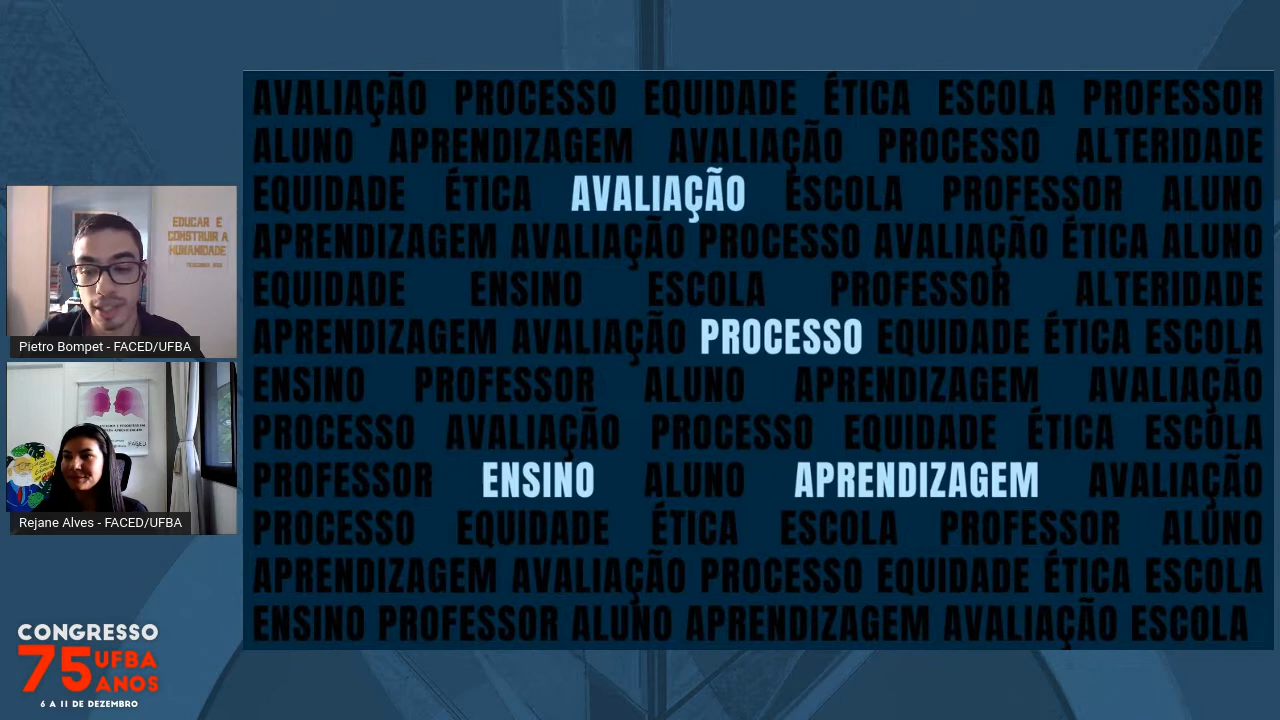 AVALIAÇÃO PROCESSO EQUIDADE ÉTICA ESCOLA PROFESSOR
ALUNO APRENDIZAGEM AVALIAÇÃO PROCESSO ALTERIDADE
EQUIDADE ÉTICA AVALIAÇÃO ESCOLA PROFESSOR ALUNO
APRENDIZAGEM AVALIAÇÃO PROCESSO AVALIAÇÃO ÉTICA ALUNO
EQUIDADE ENSINO ESCOLA PROFESSOR ALTERIDADE
APRENDIZAGEM AVALIAÇÃO PROCESSO EQUIDADE ÉTICA ESCOLA
ENSINO PROFESSOR ALUNO APRENDIZAGEM AVALIAÇÃO
PROCESSO AVALIAÇÃO PROCESSO EQUIDADE ÉTICA ESCOLA
PROFESSOR ENSINO ALUNO APRENDIZAGEM AVALIAÇÃO
PROCESSO EQUIDADE ÉTICA ESCOLA PROFESSOR ALUNO
APRENDIZAGEM AVALIAÇÃO PROCESSO EQUIDADE ÉTICA ESCOLA
ENSINO PROFESSOR ALUNO APRENDIZAGEM AVALIAÇÃO ESCOLA
EDUCAR É
CONSTRUIR A
HUMANIDADE
Pietro Bompet - FACED/UFBA
Rejane Alves - FACED/UFBA
CONGRESSO
75 UFBA
ANOS
6 A 11 DE DEZEMBRO